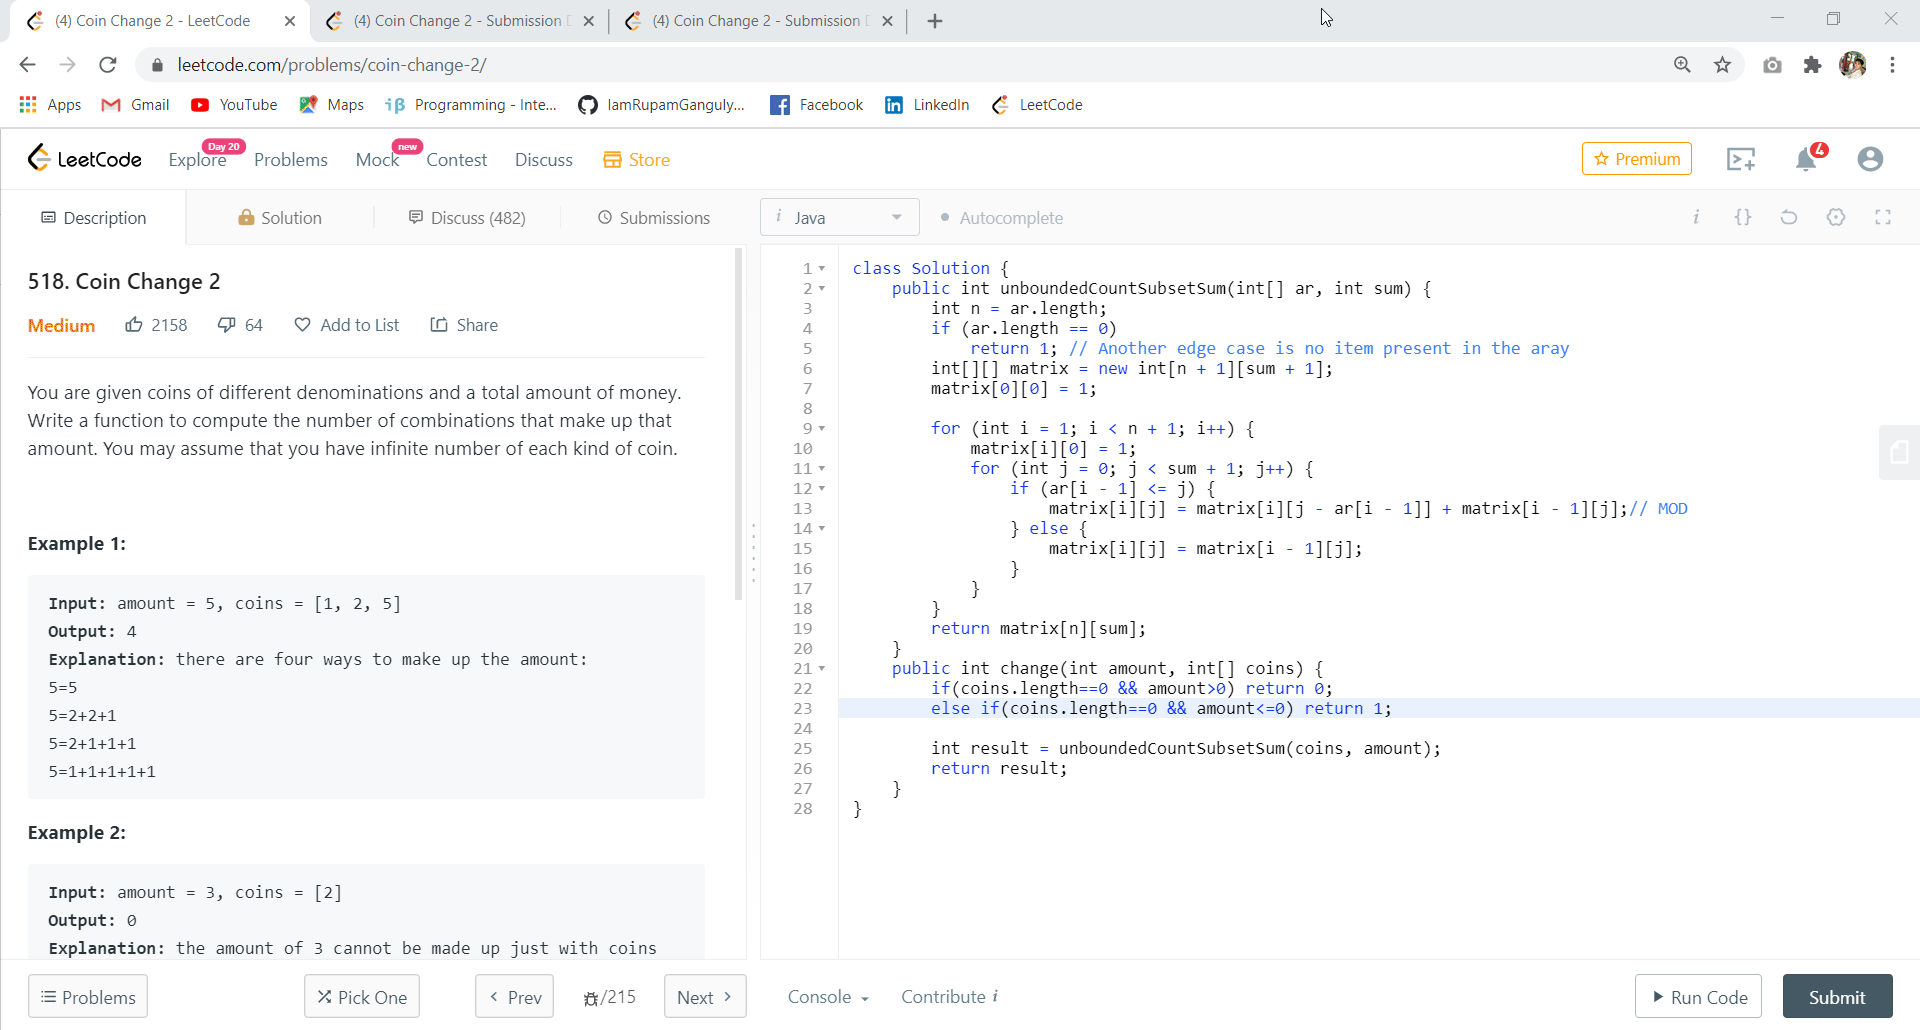 (4) Coin Change 2 - LeetCode
(4) Coin Change 2 - Submission
(4) Coin Change 2 - Submission
leetcode.com/problems/coin-change-2/
Apps Gmail YouTube Maps Programming - Inte... IamRupamGanguly... Facebook LinkedIn LeetCode
LeetCode Explore Day 20 Problems Mock new Contest Discuss Store Premium 4
Description Solution Discuss (482) Submissions
i Java Autocomplete
518. Coin Change 2
Medium 2158 64 Add to List Share
You are given coins of different denominations and a total amount of money.
Write a function to compute the number of combinations that make up that
amount. You may assume that you have infinite number of each kind of coin.
Example 1:
Input: amount = 5, coins = [1, 2, 5]
Output: 4
Explanation: there are four ways to make up the amount:
5=5
5=2+2+1
5=2+1+1+1
5=1+1+1+1+1
Example 2:
Input: amount = 3, coins = [2]
Output: 0
Explanation: the amount of 3 cannot be made up just with coins
1 class Solution {
2 public int unboundedCountSubsetSum(int[] ar, int sum) {
3 int n = ar.length;
4 if (ar.length == 0)
5 return 1; // Another edge case is no item present in the aray
6 int[][] matrix = new int[n + 1][sum + 1];
7 matrix[0][0] = 1;
8
9 for (int i = 1; i < n + 1; i++) {
10 matrix[i][0] = 1;
11 for (int j = 0; j < sum + 1; j++) {
12 if (ar[i - 1] <= j) {
13 matrix[i][j] = matrix[i][j - ar[i - 1]] + matrix[i - 1][j];// MOD
14 } else {
15 matrix[i][j] = matrix[i - 1][j];
16 }
17 }
18 }
19 return matrix[n][sum];
20 }
21 public int change(int amount, int[] coins) {
22 if(coins.length==0 && amount>0) return 0;
23 else if(coins.length==0 && amount<=0) return 1;
24
25 int result = unboundedCountSubsetSum(coins, amount);
26 return result;
27 }
28 }
Problems Pick One < Prev /215 Next > Console Contribute i Run Code Submit